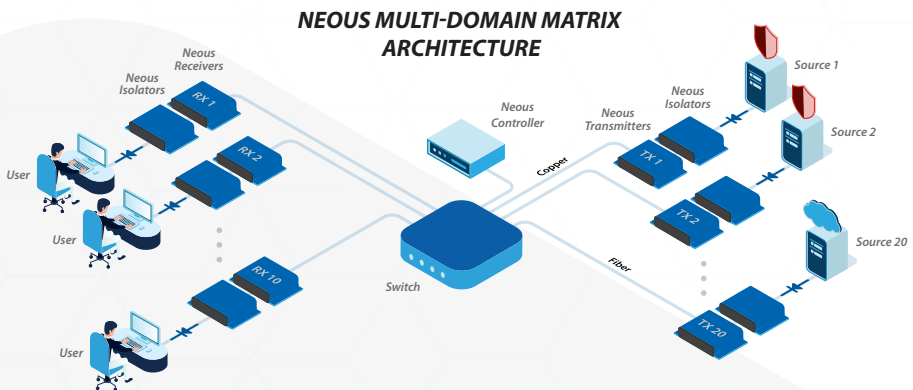 NEOUS MULTI-DOMAIN MATRIX
ARCHITECTURE
Neous
Receivers
Neous
Isolators
RX 1
RX 2
RX 10
User
User
User
Neous
Controller
Switch
Copper
Fiber
Neous
Transmitters
Neous
Isolators
TX 1
TX 2
TX 20
Source 1
Source 2
Source 20